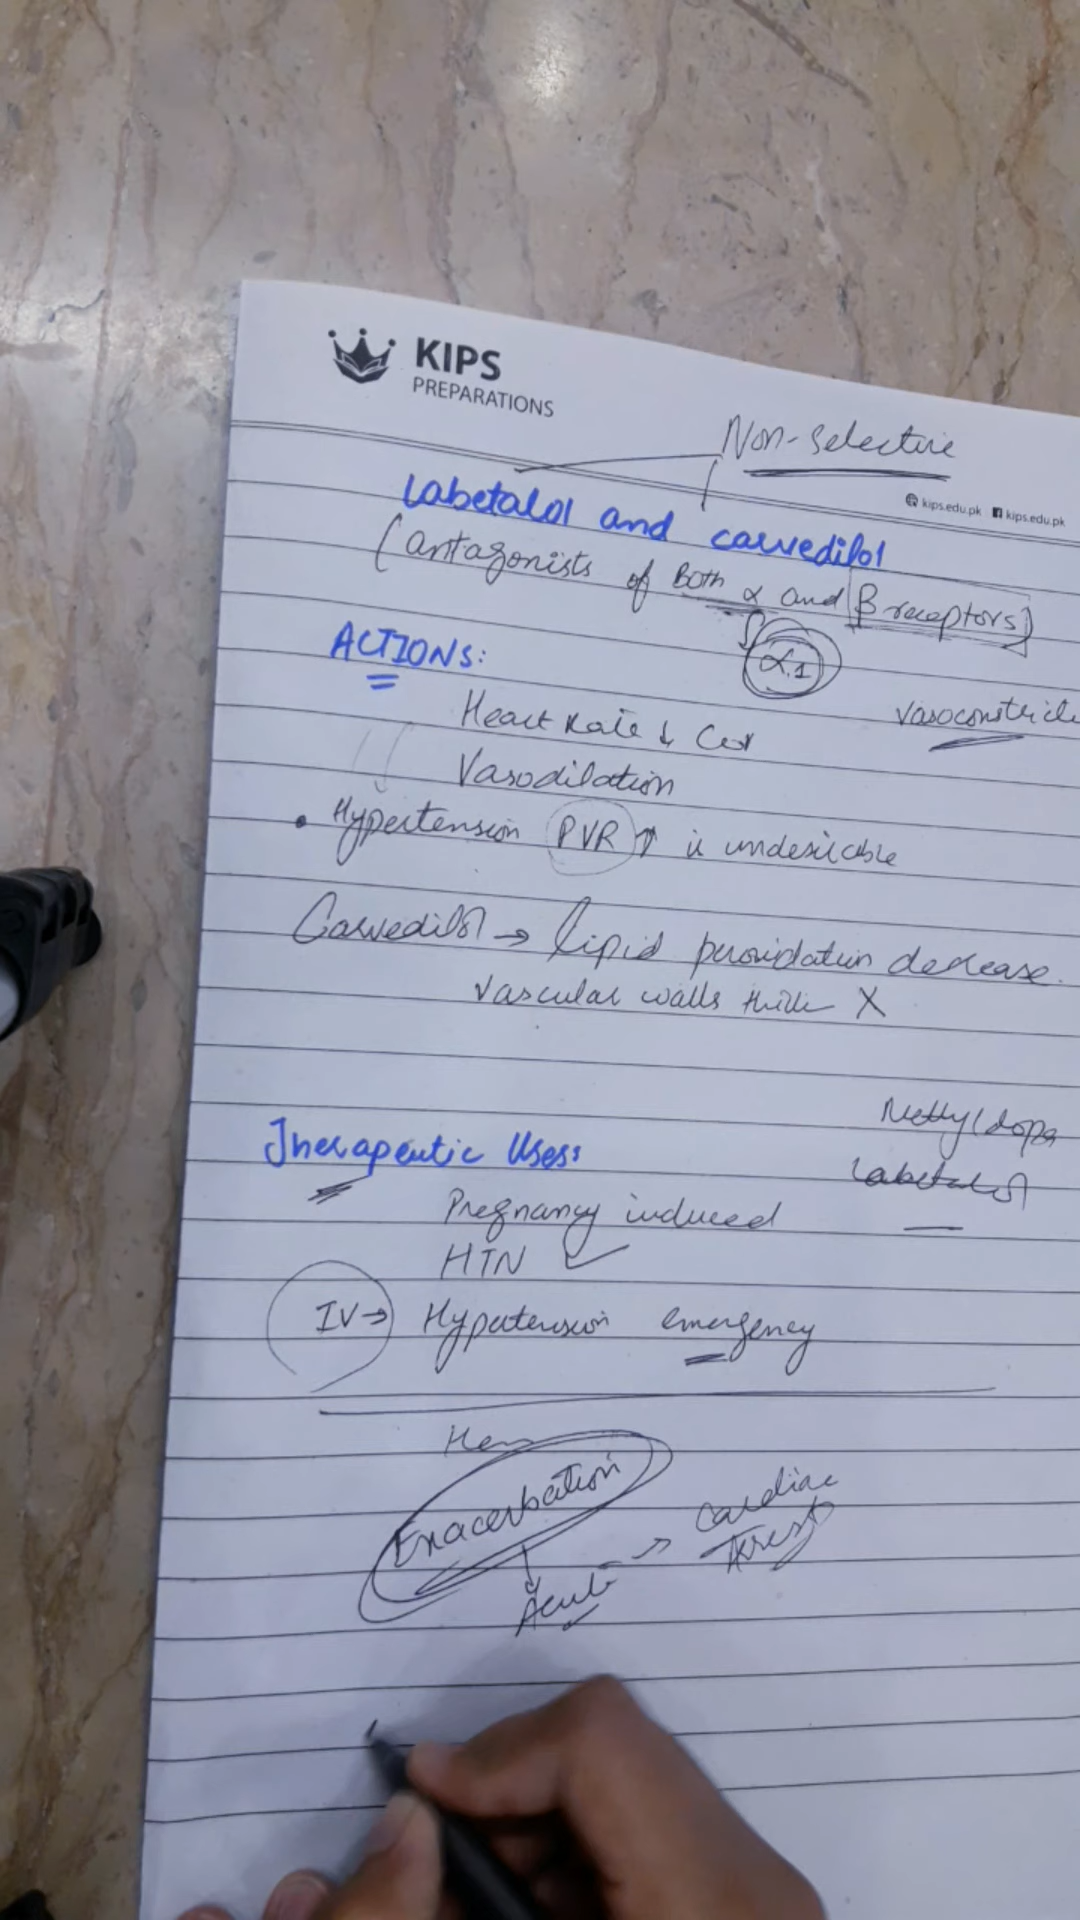 KIPS
PREPARATIONS
Non-selective
kips.edu.pk kips.edu.pk
Labetalol and carvedilol
(antagonists of Both α and β receptors)
α1
ACTIONS:
Vasoconstrictio
Heart Rate ↓
Vasodilation
• Hypertension PVR ↑ is undesirable
Carvedilol → lipid peroxidation decrease.
Vascular walls thick X
Methyldopa
Labetalol
Therapeutic Uses:
Pregnancy induced
HTN
IV → Hypertension emergency
Exacerbation
Cardiac
Arrest
Acute